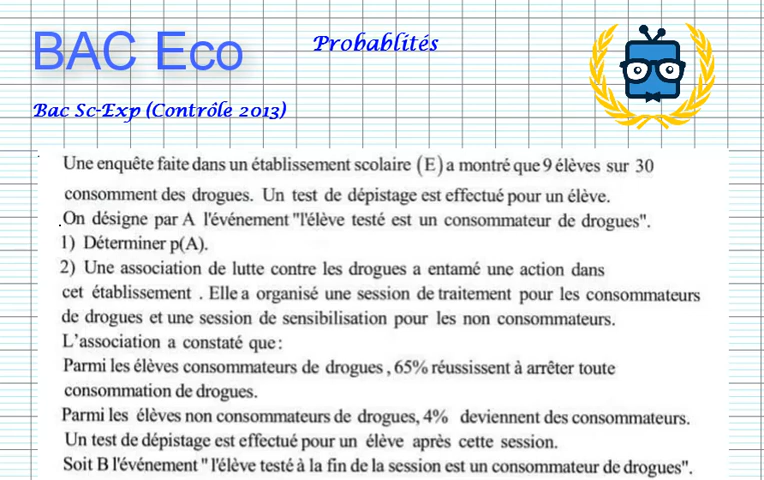 BAC Eco
Probablités
Bac Sc-Exp (Contrôle 2013)
Une enquête faite dans un établissement scolaire (E) a montré que 9 élèves sur 30
consomment des drogues. Un test de dépistage est effectué pour un élève.
On désigne par A l'événement "l'élève testé est un consommateur de drogues".
1) Déterminer p(A).
2) Une association de lutte contre les drogues a entamé une action dans
cet établissement . Elle a organisé une session de traitement pour les consommateurs
de drogues et une session de sensibilisation pour les non consommateurs.
L'association a constaté que :
Parmi les élèves consommateurs de drogues , 65% réussissent à arrêter toute
consommation de drogues.
Parmi les élèves non consommateurs de drogues, 4% deviennent des consommateurs.
Un test de dépistage est effectué pour un élève après cette session.
Soit B l'événement " l'élève testé à la fin de la session est un consommateur de drogues".